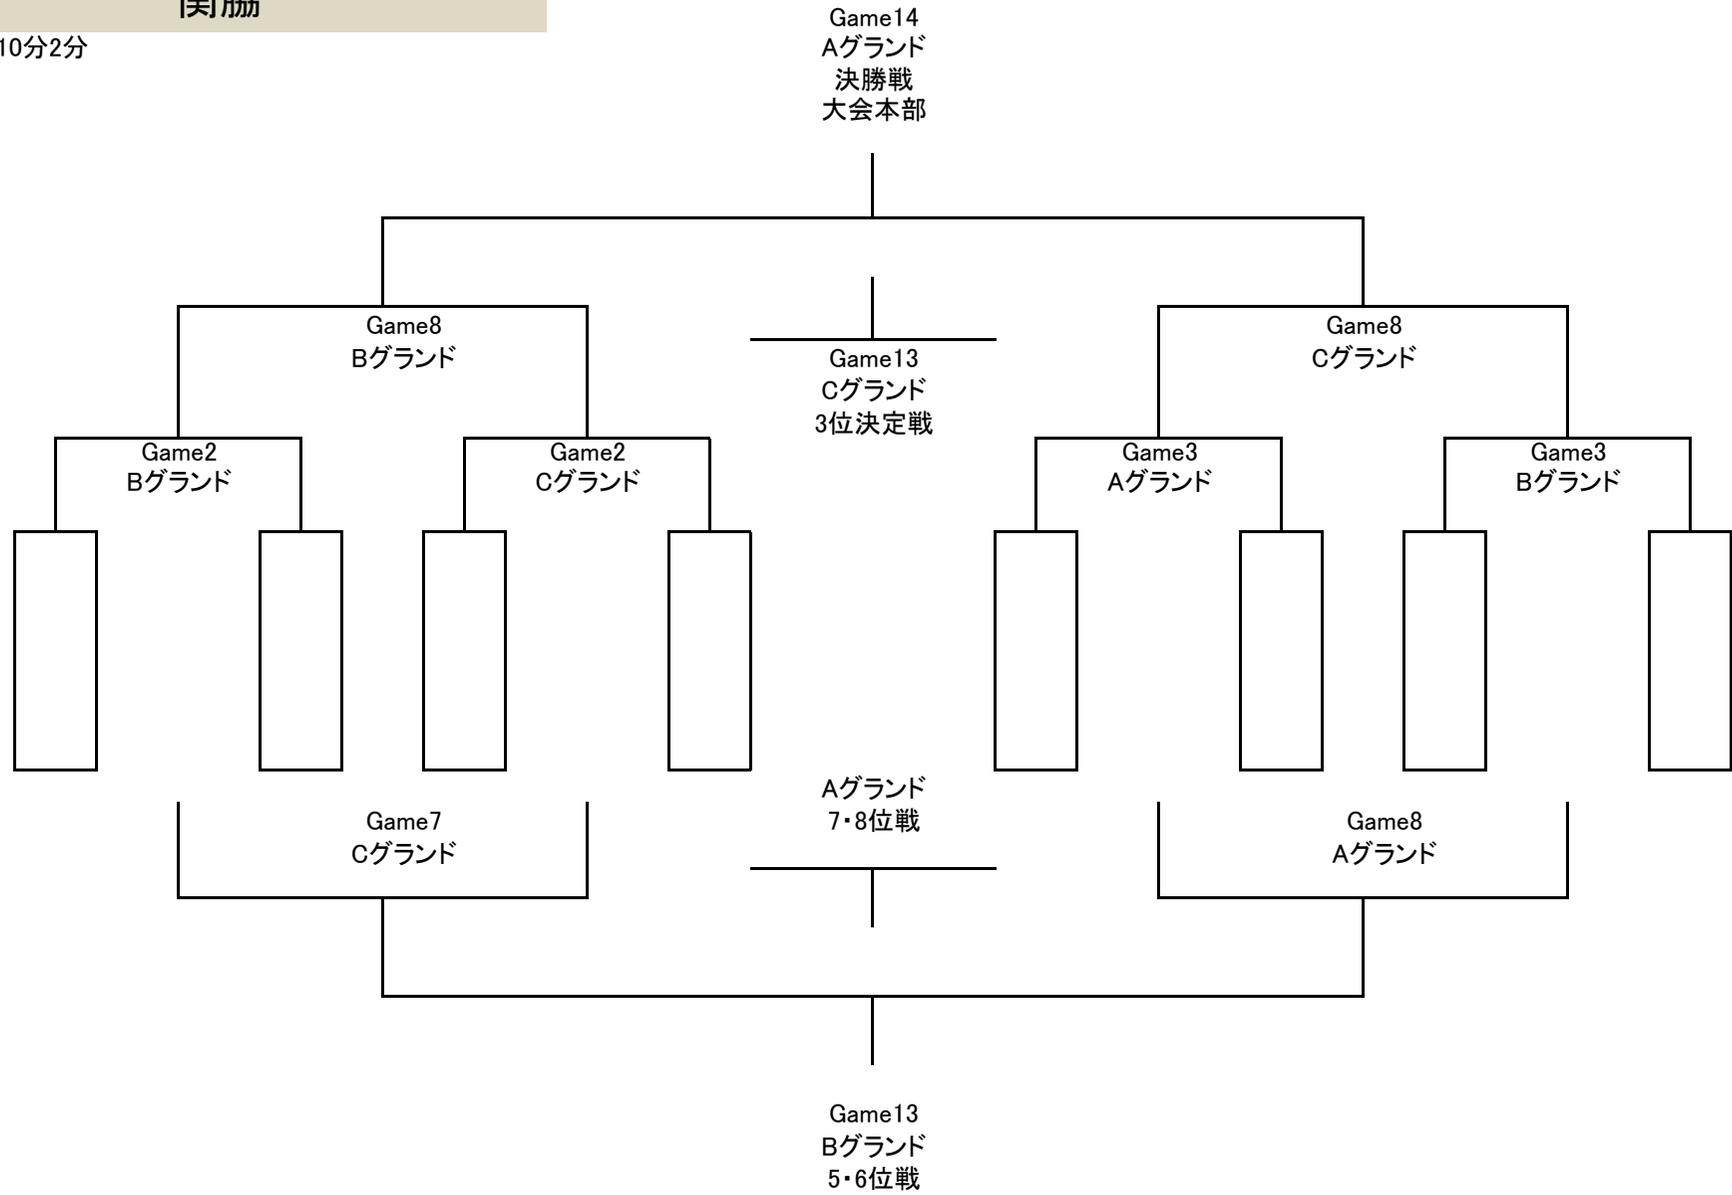 関脇
10分2分
Game14
Aグランド
決勝戦
大会本部
Game8
Bグランド
Game13
Cグランド
3位決定戦
Game8
Cグランド
Game2
Bグランド
Game2
Cグランド
Game3
Aグランド
Game3
Bグランド
Game7
Cグランド
Aグランド
7・8位戦
Game8
Aグランド
Game13
Bグランド
5・6位戦